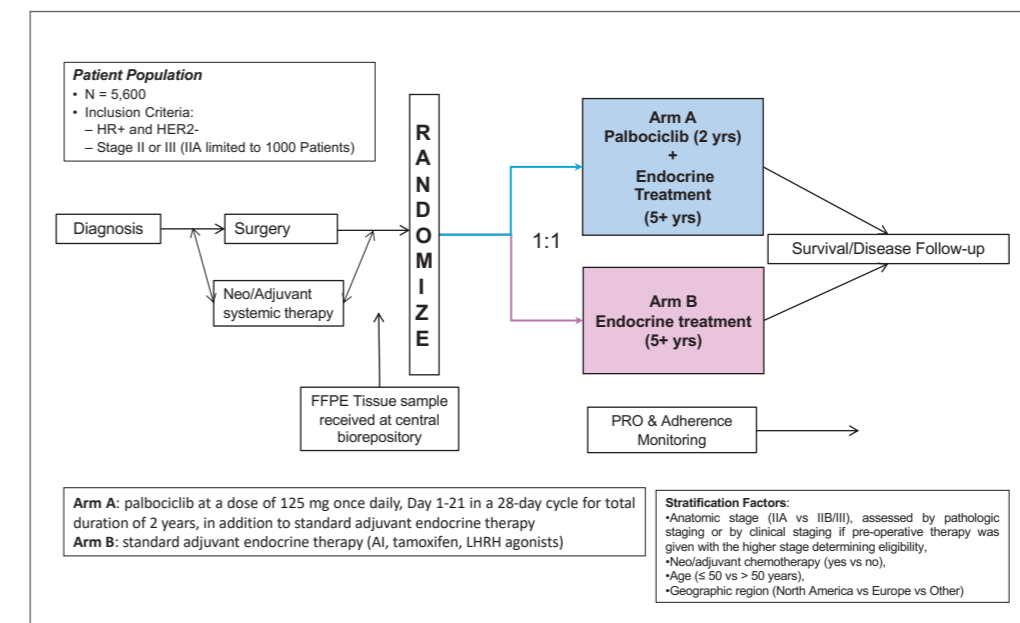 Patient Population
• N = 5,600
• Inclusion Criteria:
– HR+ and HER2-
– Stage II or III (IIA limited to 1000 Patients)
Diagnosis
Surgery
Neo/Adjuvant
systemic therapy
R
A
N
D
O
M
I
Z
E
FFPE Tissue sample
received at central
biorepository
1:1
Arm A
Palbociclib (2 yrs)
+
Endocrine
Treatment
(5+ yrs)
Arm B
Endocrine treatment
(5+ yrs)
Survival/Disease Follow-up
PRO & Adherence
Monitoring
Arm A: palbociclib at a dose of 125 mg once daily, Day 1-21 in a 28-day cycle for total
duration of 2 years, in addition to standard adjuvant endocrine therapy
Arm B: standard adjuvant endocrine therapy (AI, tamoxifen, LHRH agonists)
Stratification Factors:
•Anatomic stage (IIA vs IIB/III), assessed by pathologic
staging or by clinical staging if pre-operative therapy was
given with the higher stage determining eligibility,
•Neo/adjuvant chemotherapy (yes vs no),
•Age (≤ 50 vs > 50 years),
•Geographic region (North America vs Europe vs Other)